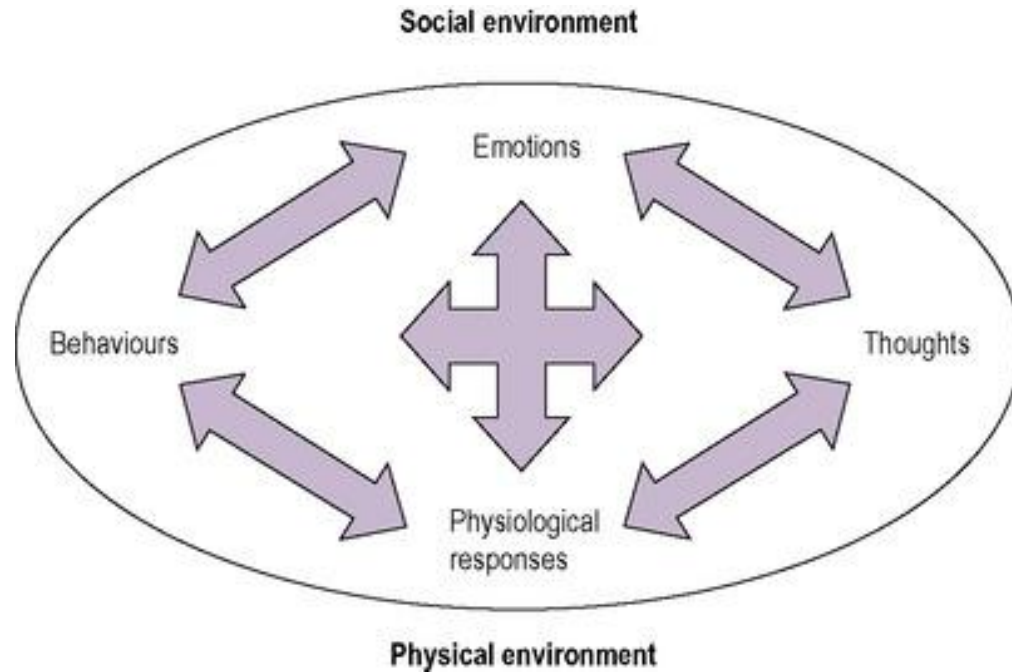 Social environment
Emotions
Behaviours
Thoughts
Physiological
responses
Physical environment